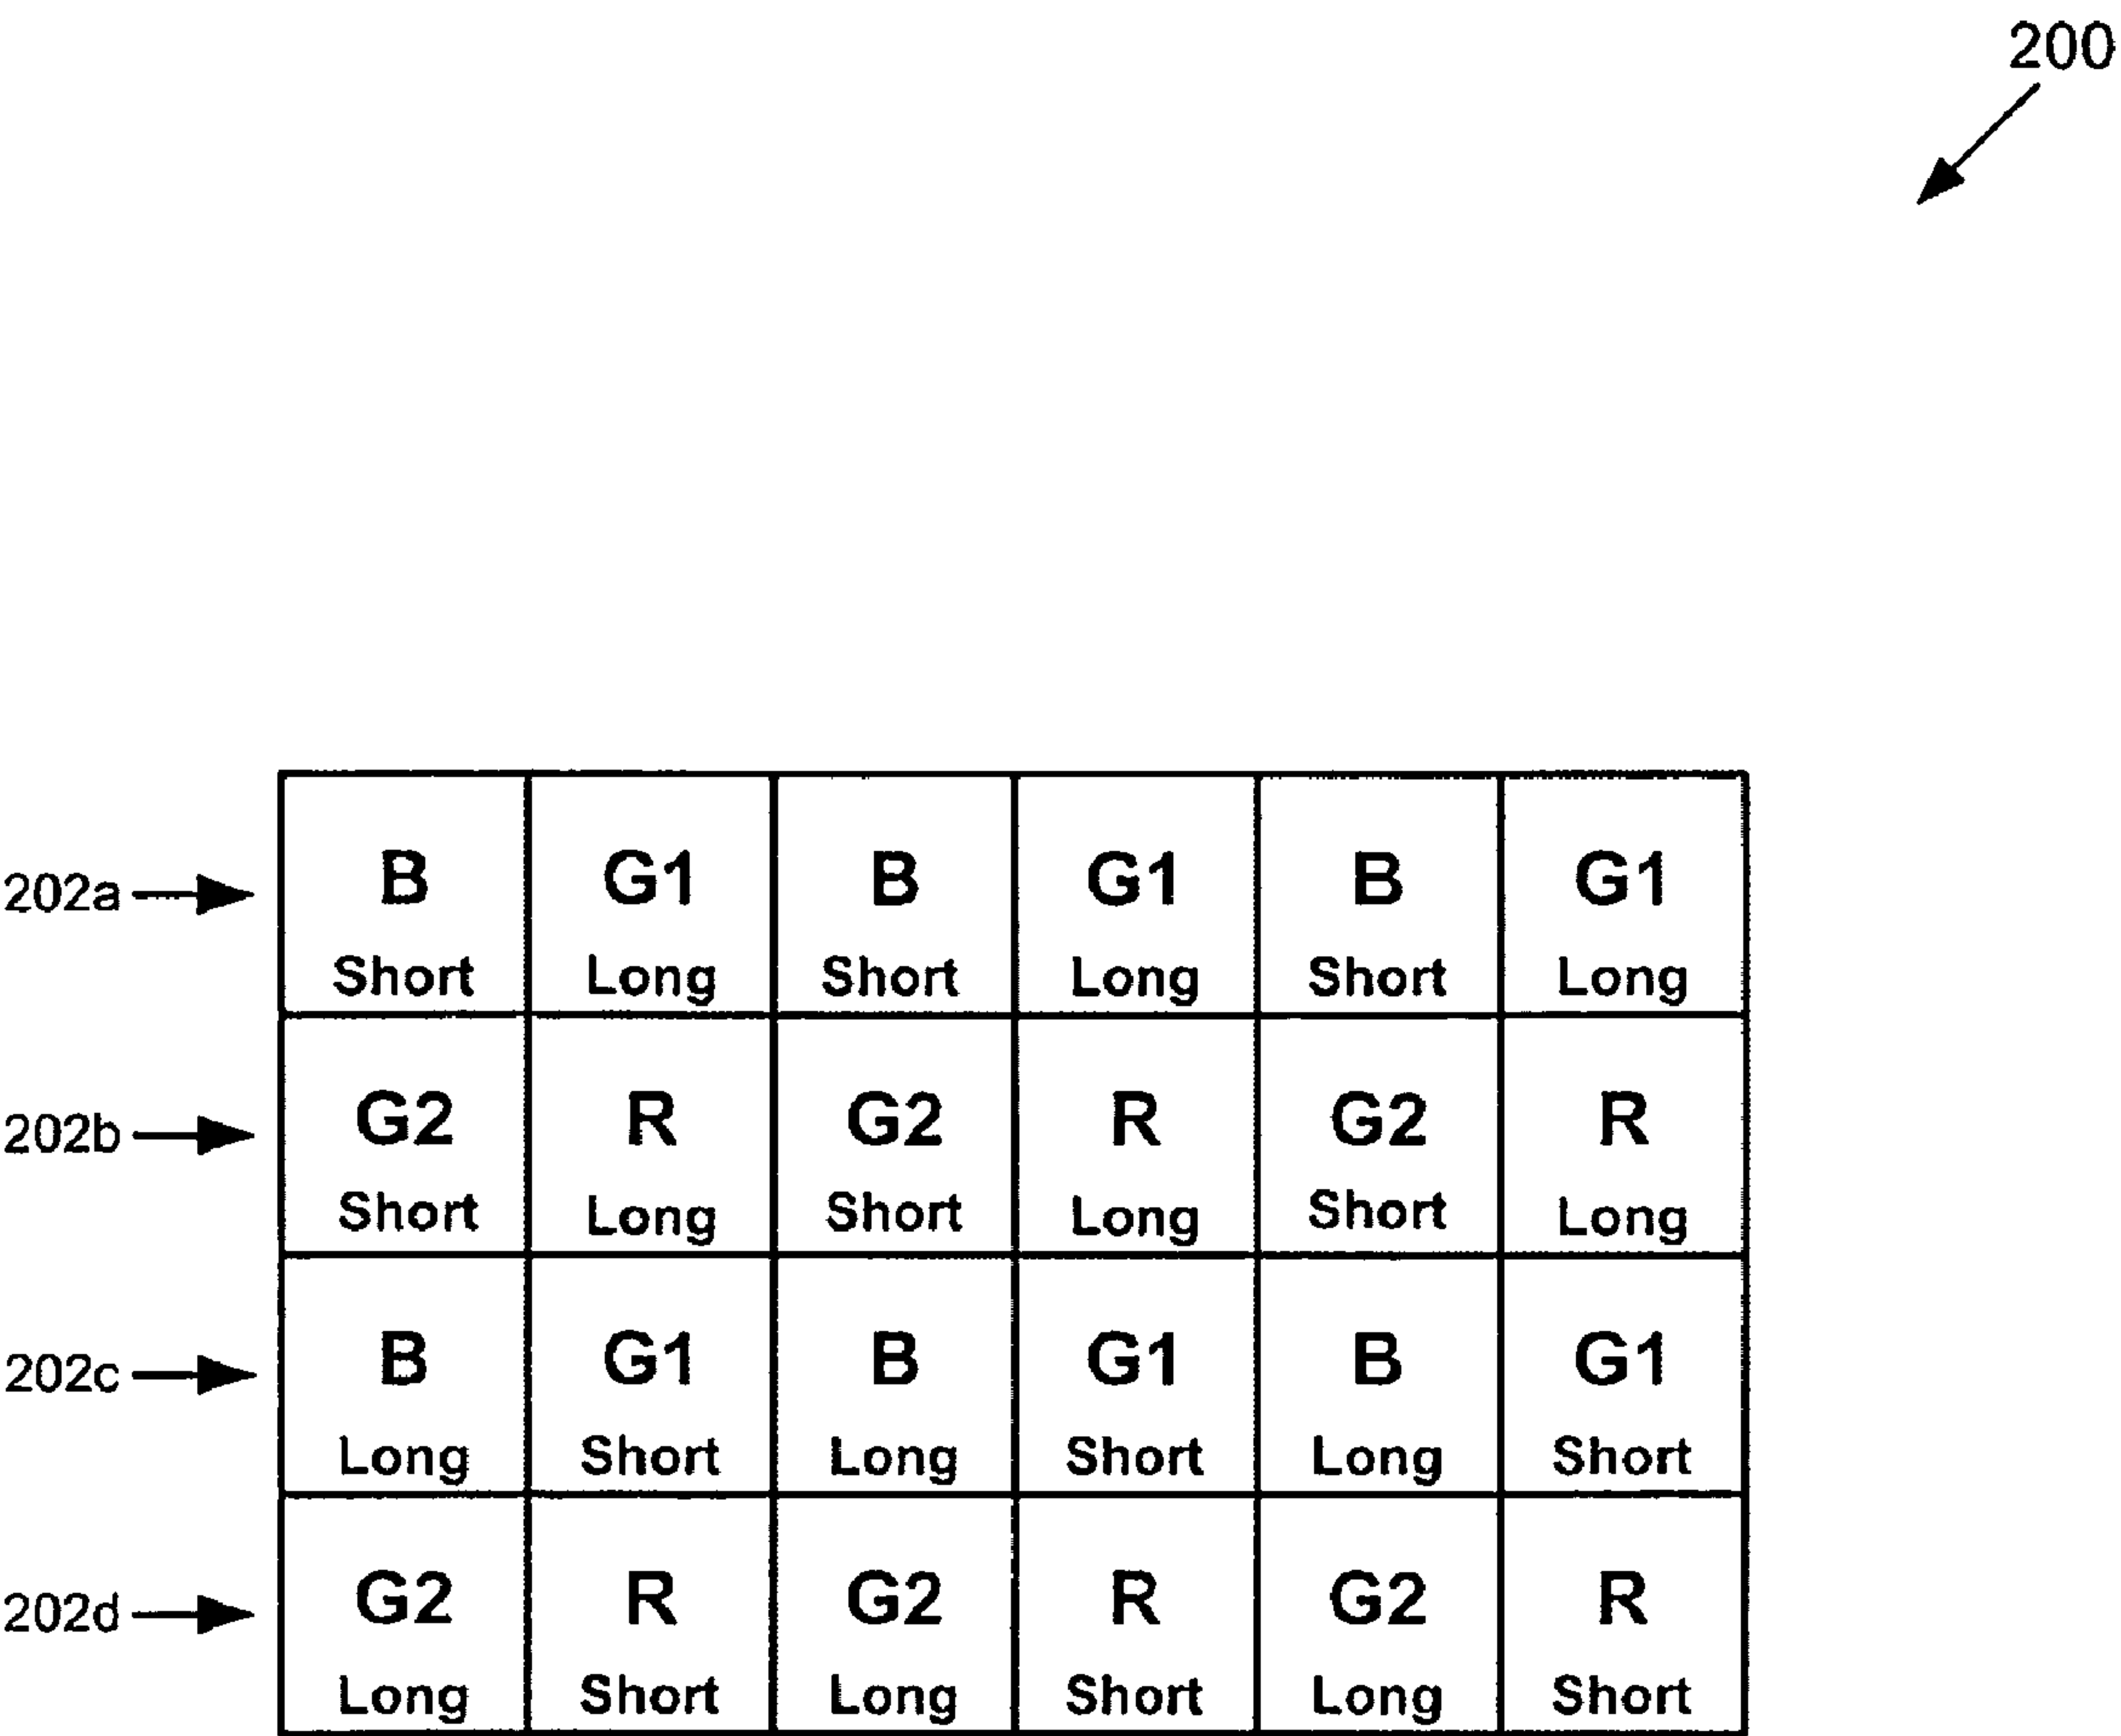 200
202a B G1 B G1 B G1
Short Long Short Long Short Long
202b G2 R G2 R G2 R
Short Long Short Long Short Long
202c B G1 B G1 B G1
Long Short Long Short Long Short
202d G2 R G2 R G2 R
Long Short Long Short Long Short